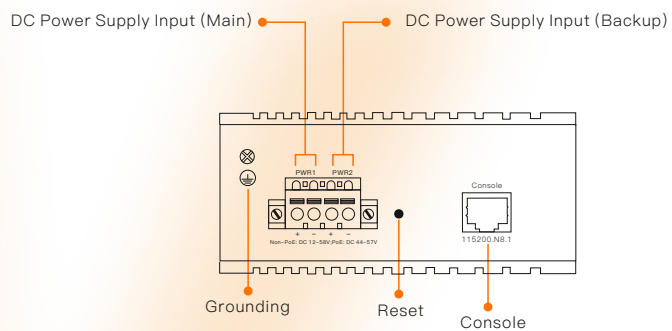 DC Power Supply Input (Main)
DC Power Supply Input (Backup)
PWR1 PWR2
Console
+ − + −
Non-PoE: DC 12-58V;PoE: DC 44-57V
115200.N8.1
Grounding
Reset
Console